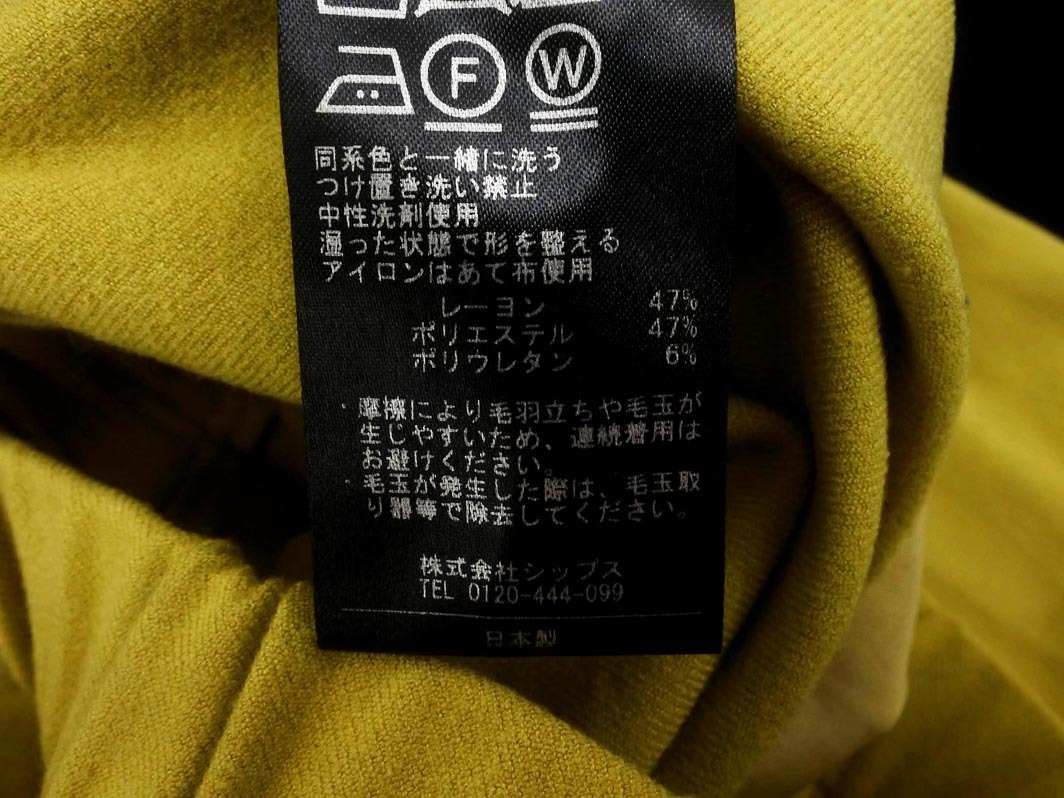 F W
同系色と一緒に洗う
つけ置き洗い禁止
中性洗剤使用
湿った状態で形を整える
アイロンはあて布使用
レーヨン 47%
ポリエステル 47%
ポリウレタン 6%
・摩擦により毛羽立ちや毛玉が
生じやすいため、連続着用は
お避けください。
・毛玉が発生した際は、毛玉取
り器等で除去してください。
株式会社シップス
TEL 0120-444-099
日本製